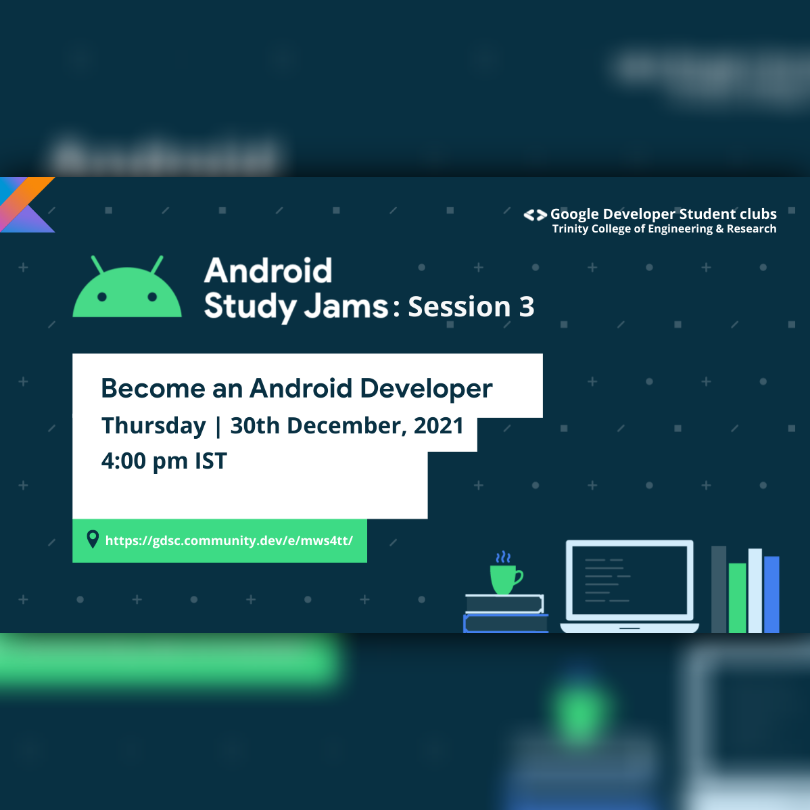 Google Developer Student clubs
Trinity College of Engineering & Research
Android
Study Jams : Session 3
Become an Android Developer
Thursday | 30th December, 2021
4:00 pm IST
https://gdsc.community.dev/e/mws4tt/